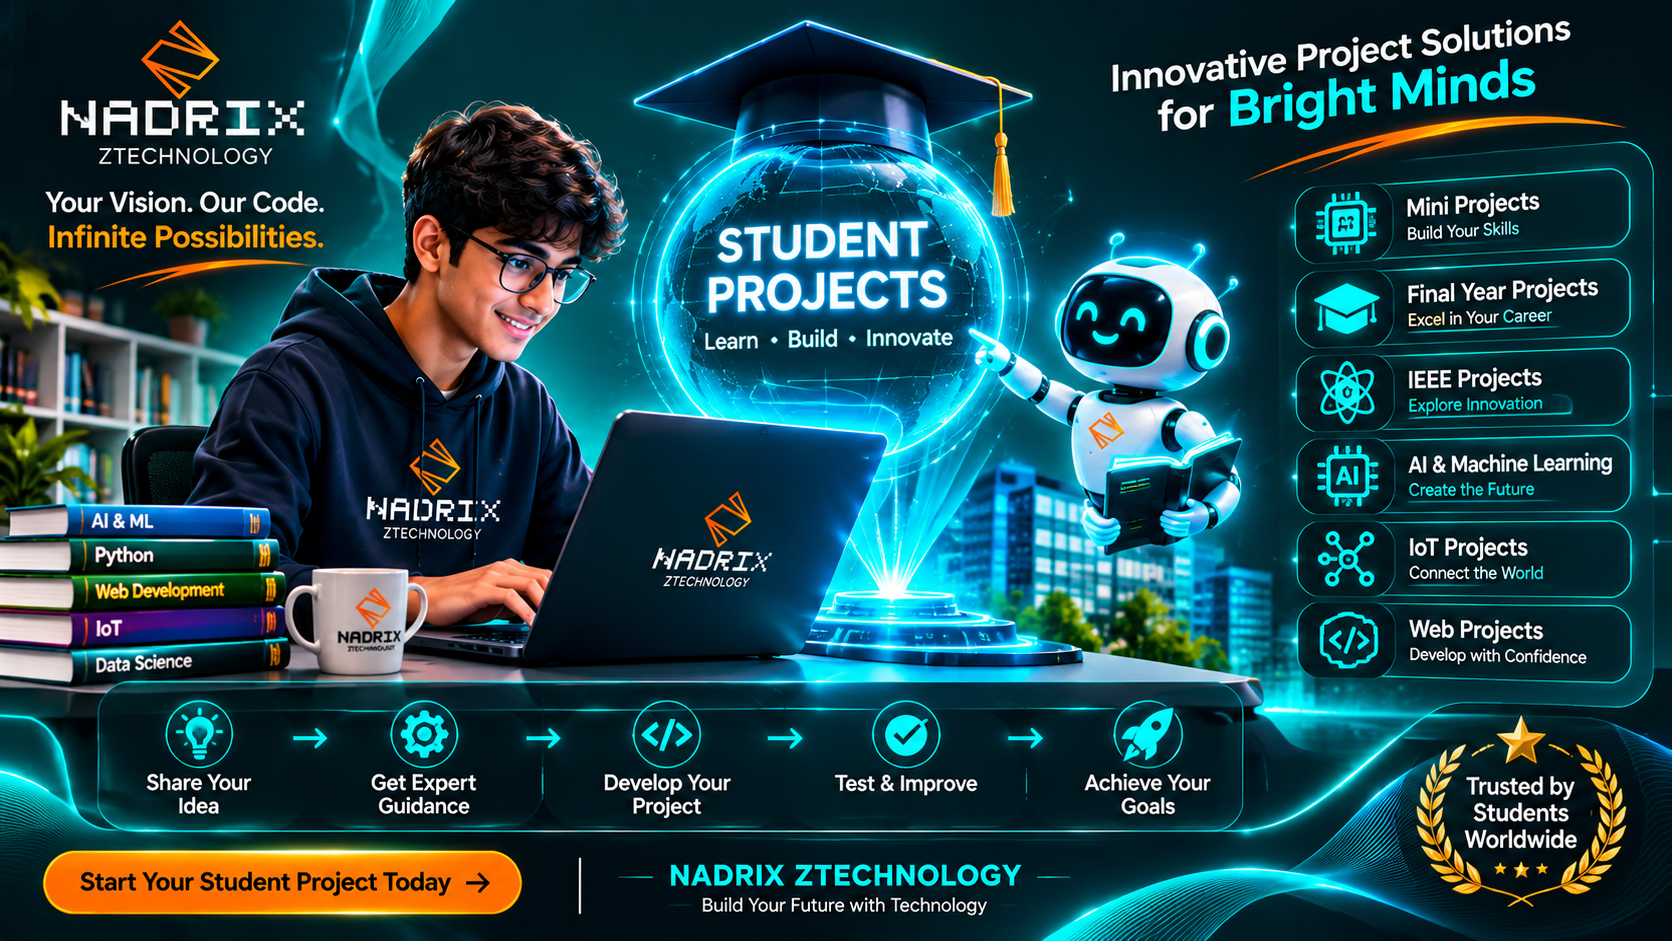 NADRIX
ZTECHNOLOGY
Your Vision. Our Code.
Infinite Possibilities.
Innovative Project Solutions
for Bright Minds
STUDENT
PROJECTS
Learn • Build • Innovate
Mini Projects
Build Your Skills
Final Year Projects
Excel in Your Career
IEEE Projects
Explore Innovation
AI
AI & Machine Learning
Create the Future
IoT Projects
Connect the World
</>
Web Projects
Develop with Confidence
NADRIX
ZTECHNOLOGY
NADRIX
ZTECHNOLOGY
AI & ML
Python
Web Development
IoT
Data Science
NADRIX
ZTECHNOLOGY
Share Your
Idea
→
Get Expert
Guidance
→
</>
Develop Your
Project
→
Test & Improve
→
Achieve Your
Goals
Start Your Student Project Today →
NADRIX ZTECHNOLOGY
Build Your Future with Technology
Trusted by
Students
Worldwide